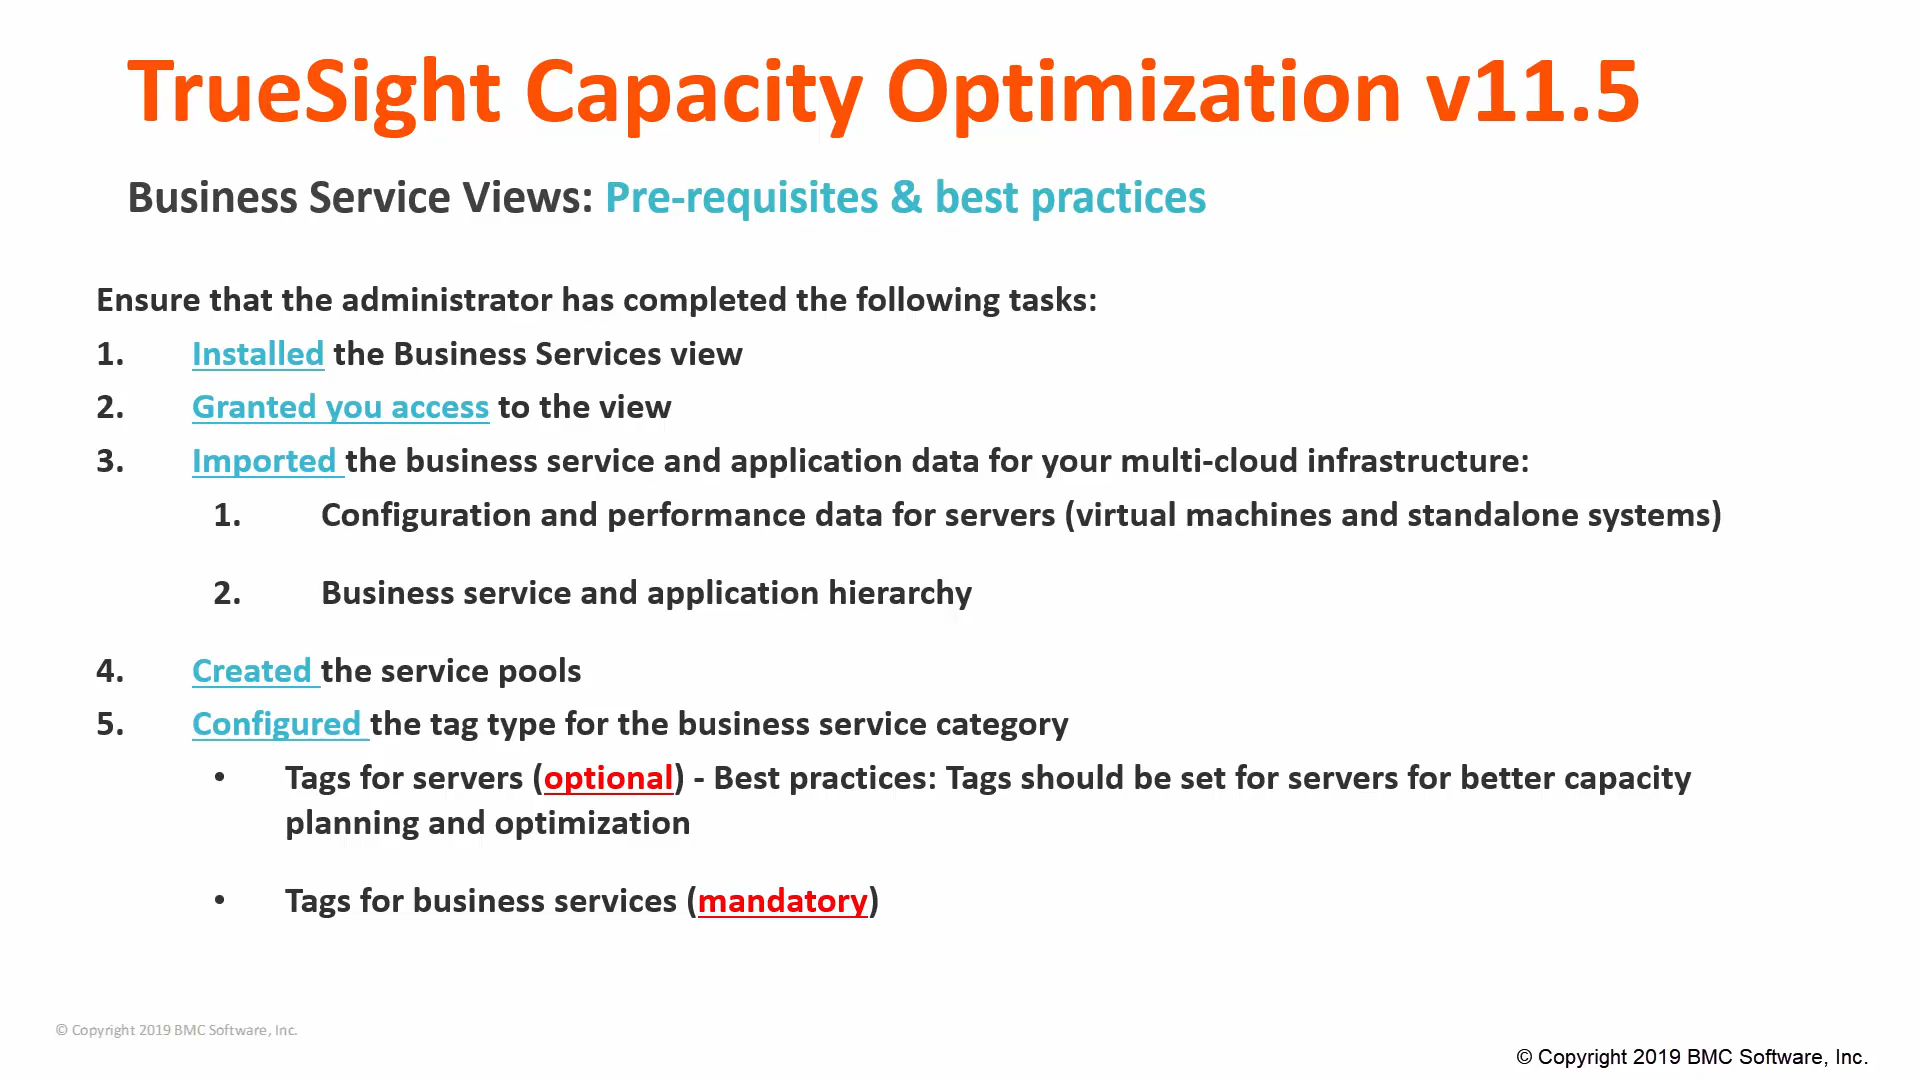 TrueSight Capacity Optimization v11.5
Business Service Views: Pre-requisites & best practices
Ensure that the administrator has completed the following tasks:
1. Installed the Business Services view
2. Granted you access to the view
3. Imported the business service and application data for your multi-cloud infrastructure:
1. Configuration and performance data for servers (virtual machines and standalone systems)
2. Business service and application hierarchy
4. Created the service pools
5. Configured the tag type for the business service category
• Tags for servers (optional) - Best practices: Tags should be set for servers for better capacity
planning and optimization
• Tags for business services (mandatory)
© Copyright 2019 BMC Software, Inc.
© Copyright 2019 BMC Software, Inc.